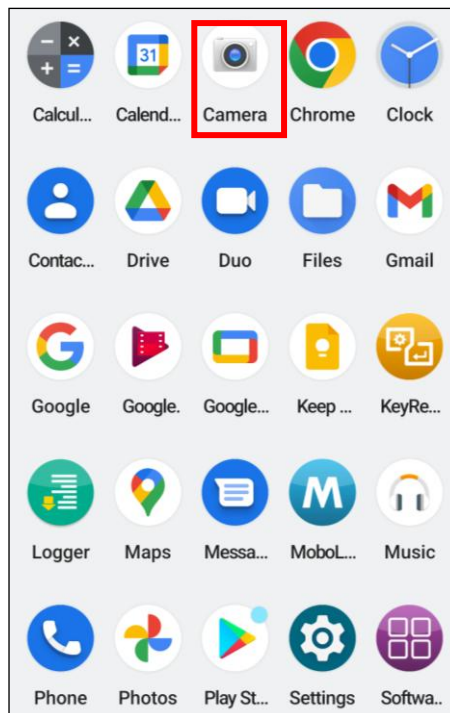 31
Calcul... Calend... Camera Chrome Clock
Contac... Drive Duo Files Gmail
Google Google. Google... Keep ... KeyRe...
Logger Maps Messa... MoboL... Music
Phone Photos Play St... Settings Softwa..